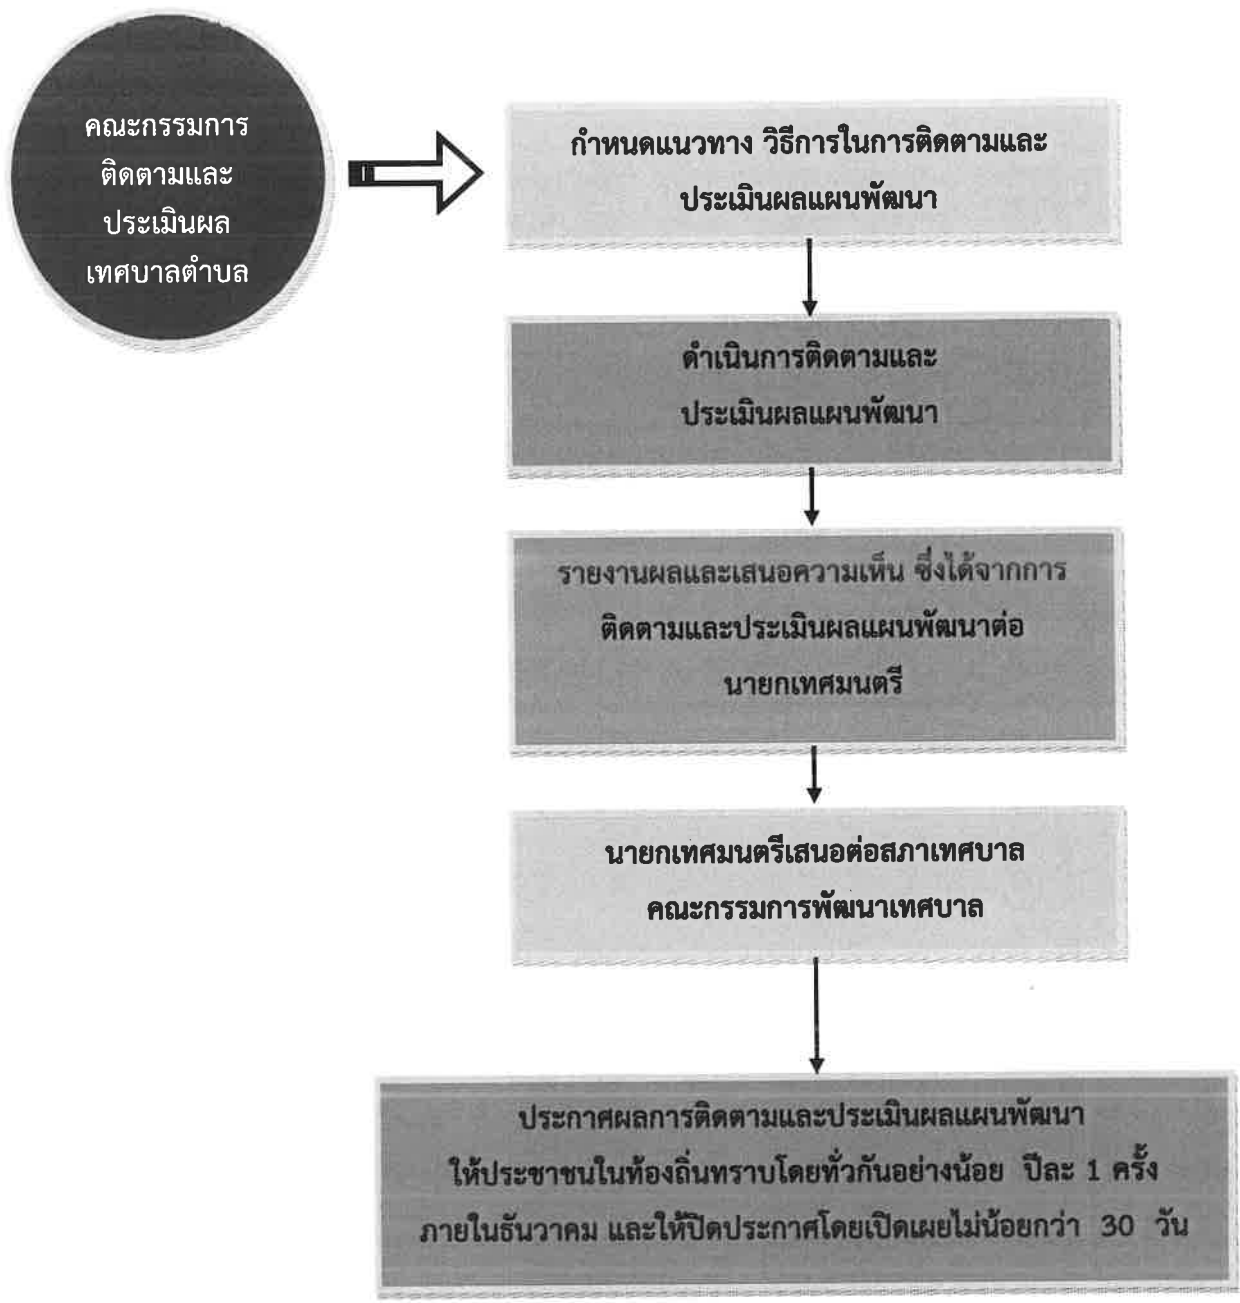 คณะกรรมการ
ติดตามและ
ประเมินผล
เทศบาลตำบล
กำหนดแนวทาง วิธีการในการติดตามและ
ประเมินผลแผนพัฒนา
ดำเนินการติดตามและ
ประเมินผลแผนพัฒนา
รายงานผลและเสนอความเห็น ซึ่งได้จากการ
ติดตามและประเมินผลแผนพัฒนาต่อ
นายกเทศมนตรี
นายกเทศมนตรีเสนอต่อสภาเทศบาล
คณะกรรมการพัฒนาเทศบาล
ประกาศผลการติดตามและประเมินผลแผนพัฒนา
ให้ประชาชนในท้องถิ่นทราบโดยทั่วกันอย่างน้อย ปีละ 1 ครั้ง
ภายในธันวาคม และให้ปิดประกาศโดยเปิดเผยไม่น้อยกว่า 30 วัน